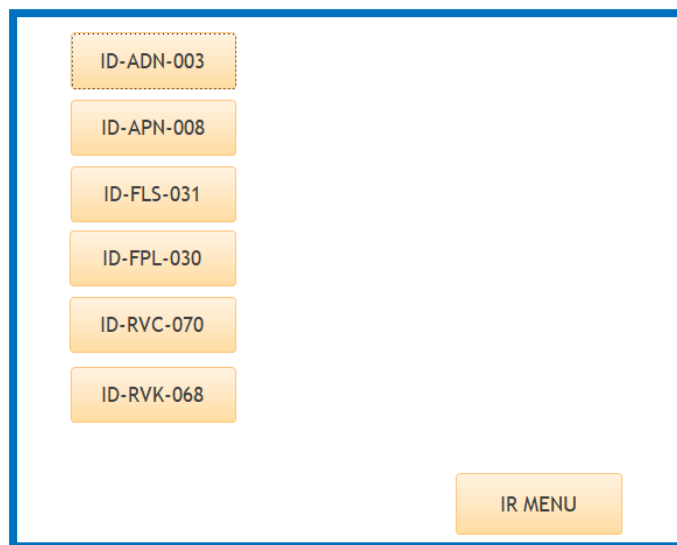 ID-ADN-003
ID-APN-008
ID-FLS-031
ID-FPL-030
ID-RVC-070
ID-RVK-068
IR MENU